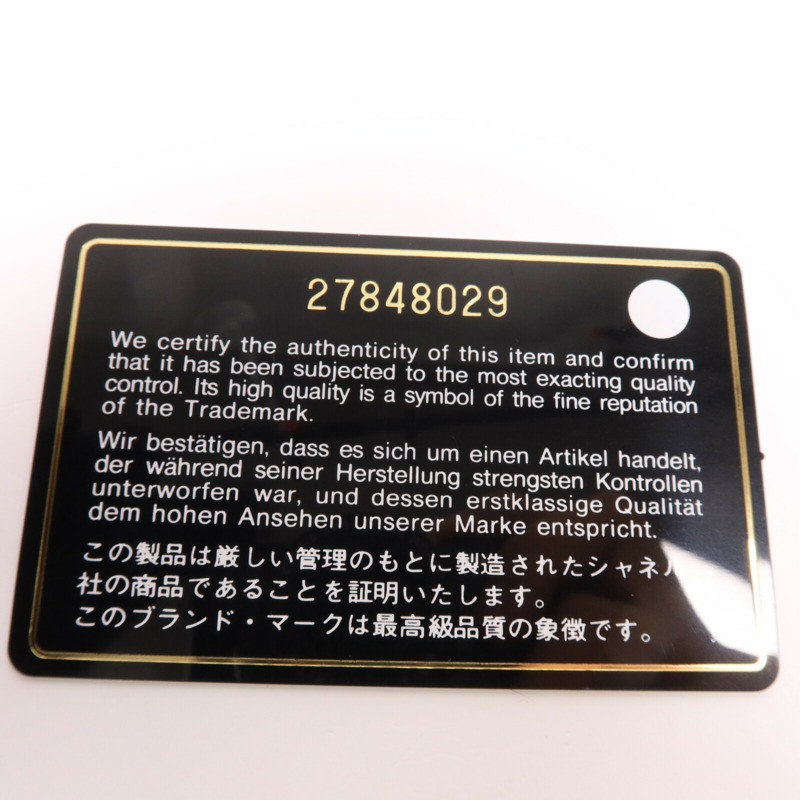 27848029
We certify the authenticity of this item and confirm
that it has been subjected to the most exacting quality
control. Its high quality is a symbol of the fine reputation
of the Trademark.
Wir bestätigen, dass es sich um einen Artikel handelt,
der während seiner Herstellung strengsten Kontrollen
unterworfen war, und dessen erstklassige Qualität
dem hohen Ansehen unserer Marke entspricht.
この製品は厳しい管理のもとに製造されたシャネル
社の商品であることを証明いたします。
このブランド・マークは最高級品質の象徴です。